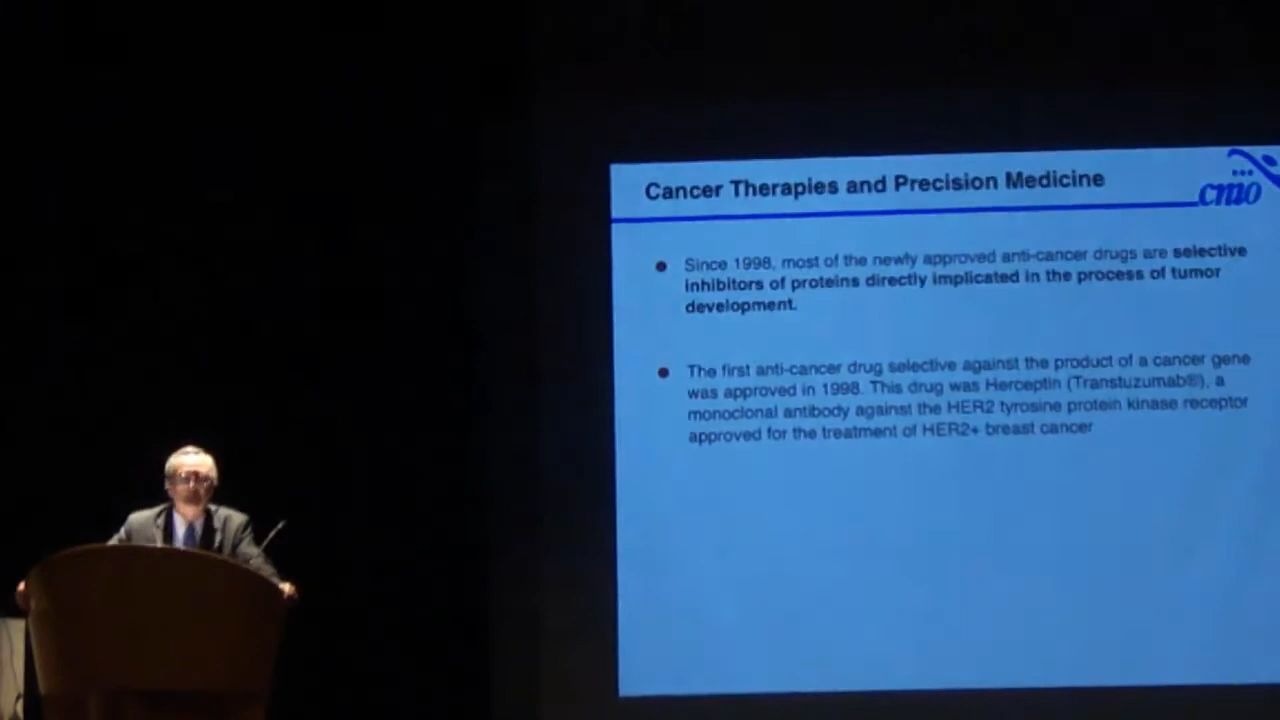 Cancer Therapies and Precision Medicine
cnio
Since 1998, most of the newly approved anti-cancer drugs are selective
inhibitors of proteins directly implicated in the process of tumor
development.
The first anti-cancer drug selective against the product of a cancer gene
was approved in 1998. This drug was Herceptin (Transtuzumab®), a
monoclonal antibody against the HER2 tyrosine protein kinase receptor
approved for the treatment of HER2+ breast cancer